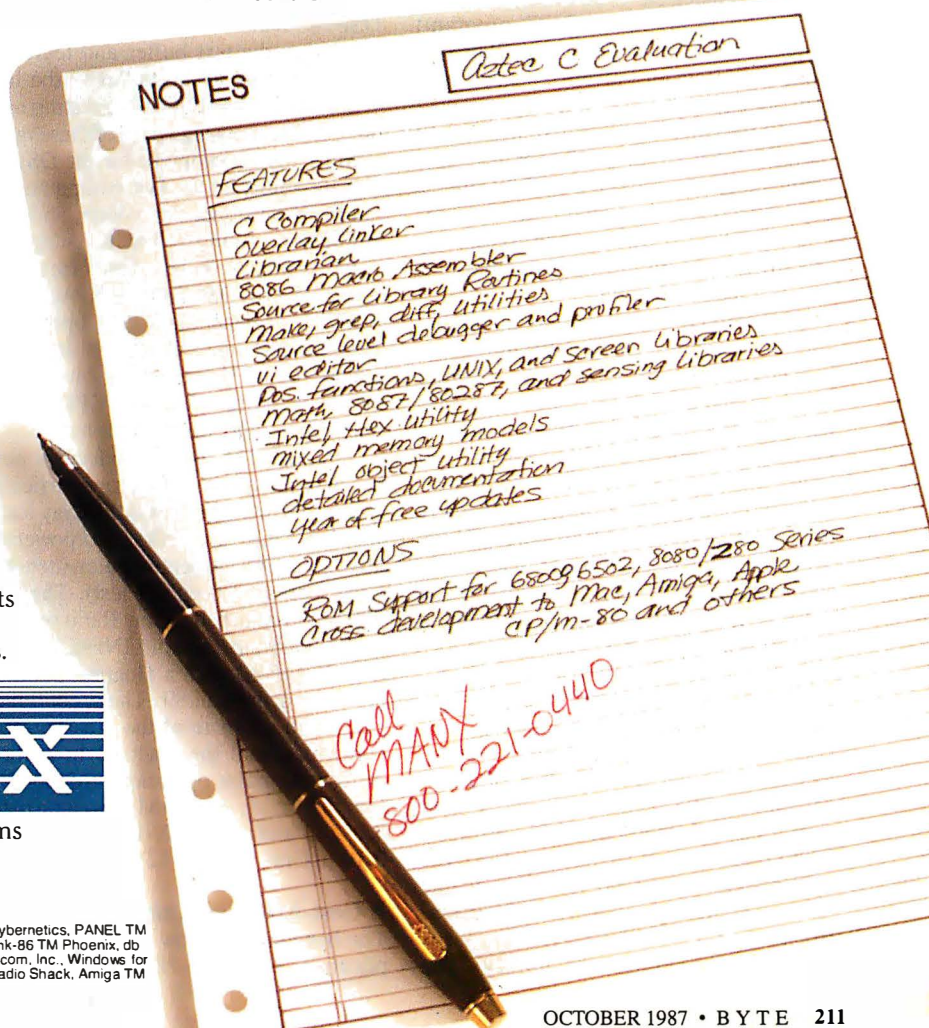 NOTES
Aztec C Evaluation
FEATURES
C Compiler
Overlay Linker
Librarian
8086 Macro Assembler
Source for Library Routines
Make, grep, diff, utilities
Source level debugger and profiler
vi editor
Dos functions, UNIX, and Screen Libraries
Math, 8087/80287, and sensing libraries
Intel Hex utility
mixed memory models
Intel object utility
detailed documentation
year of free updates
OPTIONS
ROM Support for 68009 6502, 8080/Z80 Series
Cross development to Mac, Amiga, Apple
CP/m-80 and others
Call
MANX
800-221-0440
ts
s.
X
ns
ybernetics, PANEL TM
nk-86 TM Phoenix, db
com, Inc., Windows for
adio Shack, Amiga TM
OCTOBER 1987 • BYTE 211